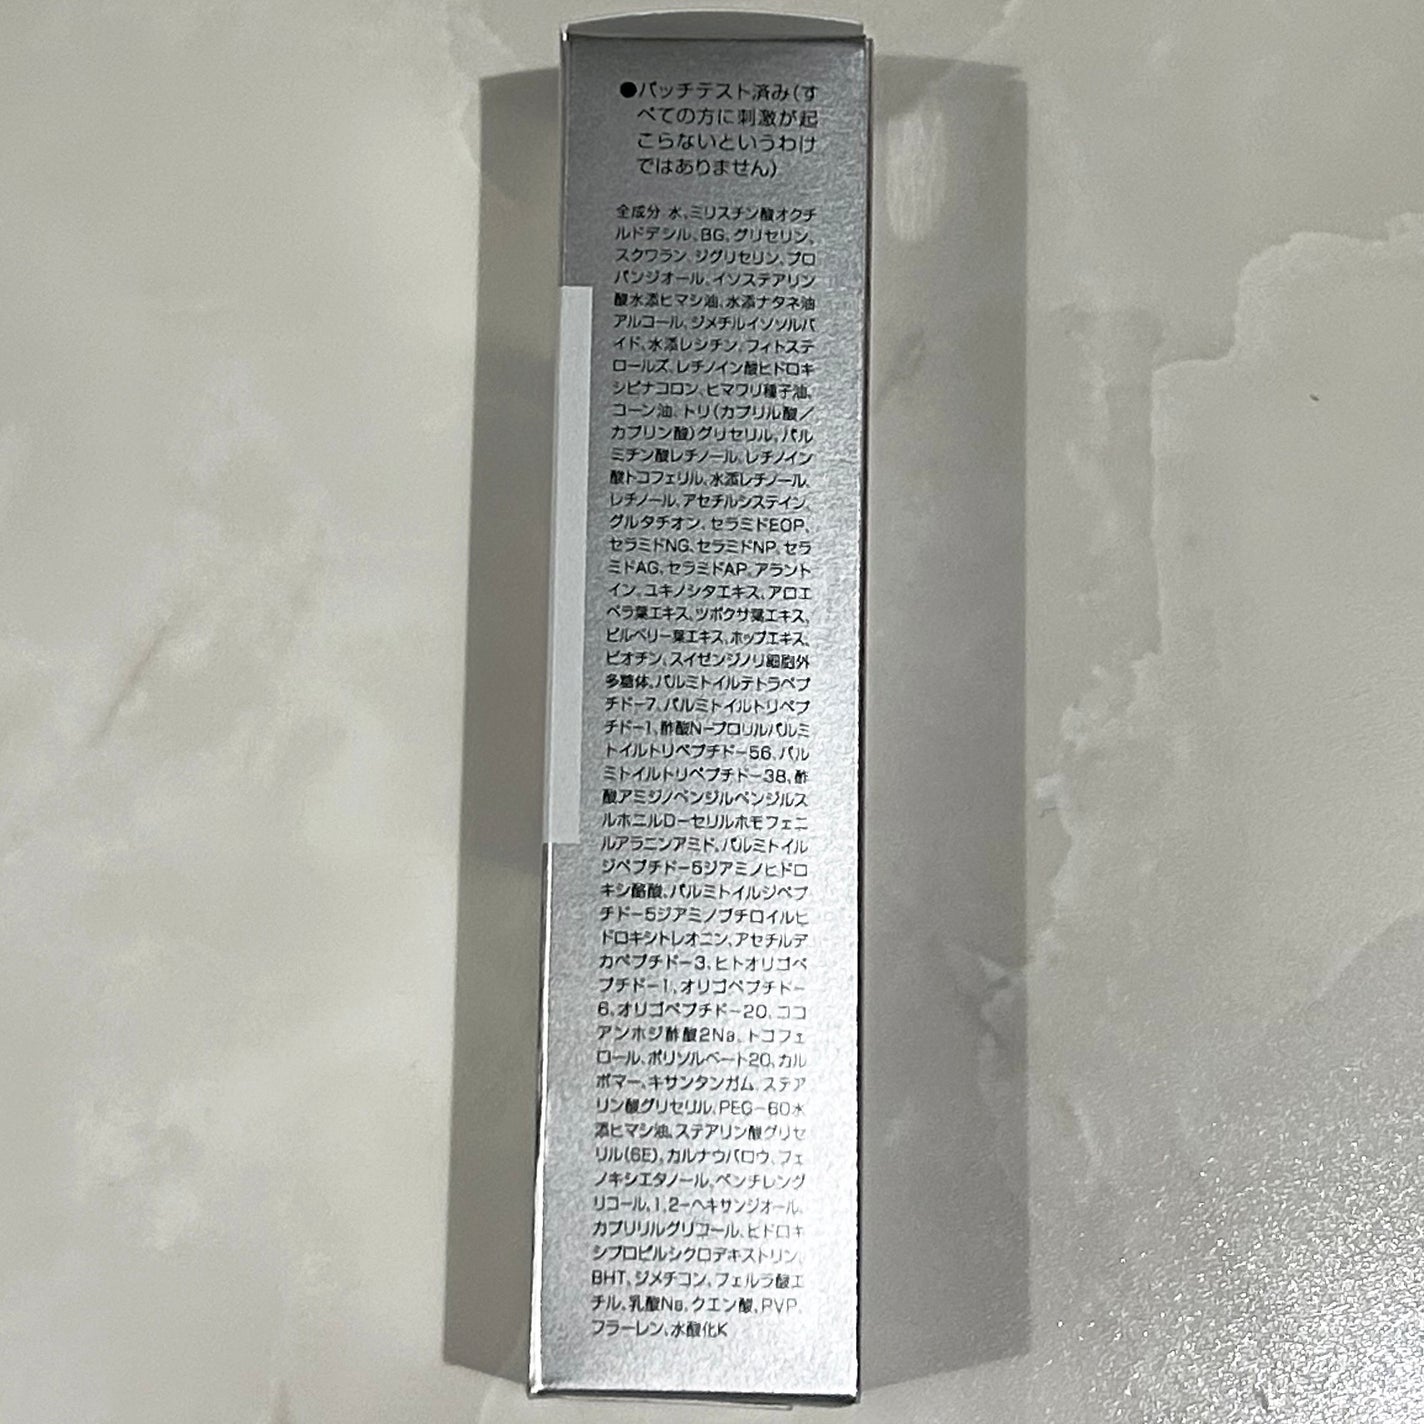 ●パッチテスト済み(す
べての方に刺激が起
こらないというわけ
ではありません)
全成分 水、ミリスチン酸オクチ
ルドデシル、BG、グリセリン、
スクワラン、ジグリセリン、プロ
パンジオール、イソステアリン
酸水添ヒマシ油、水添ナタネ油
アルコール、ジメチルイソソルバ
イド、水添レシチン、フィトステ
ロールズ、レチノイン酸ヒドロキ
シピナコロン、ヒマワリ種子油、
コーン油、トリ(カプリル酸/
カプリン酸)グリセリル、パル
ミチン酸レチノール、レチノイン
酸トコフェリル、水添レチノール、
レチノール、アセチルシステイン、
グルタチオン、セラミドEOP、
セラミドNG、セラミドNP、セラ
ミドAG、セラミドAP、アラント
イン、ユキノシタエキス、アロエ
ベラ葉エキス、ツボクサ葉エキス、
ビルベリー葉エキス、ホップエキス、
ビオチン、スイゼンジノリ細胞外
多糖体、パルミトイルテトラペプ
チド-7、パルミトイルトリペプ
チド-1、酢酸N-プロリルパルミ
トイルトリペプチド-56、パル
ミトイルトリペプチド-38、酢
酸アミジノベンジルベンジルス
ルホニルD-セリルホモフェニ
ルアラニンアミド、パルミトイル
ジペプチド-5ジアミノヒドロ
キシ酪酸、パルミトイルジペプ
チド-5ジアミノブチロイルヒ
ドロキシトレオニン、アセチルデ
カペプチド-3、ヒトオリゴペ
プチド-1、オリゴペプチド-
6、オリゴペプチド-20、ココ
アンホジ酢酸2Na、トコフェ
ロール、ポリソルベート20、カル
ボマー、キサンタンガム、ステア
リン酸グリセリル、PEG-60水
添ヒマシ油、ステアリン酸グリセ
リル(SE)、カルナウバロウ、フェ
ノキシエタノール、ペンチレング
リコール、1,2-ヘキサンジオール、
カプリリルグリコール、ヒドロキ
シプロピルシクロデキストリン、
BHT、ジメチコン、フェルラ酸エ
チル、乳酸Na、クエン酸、PVP、
フラーレン、水酸化K